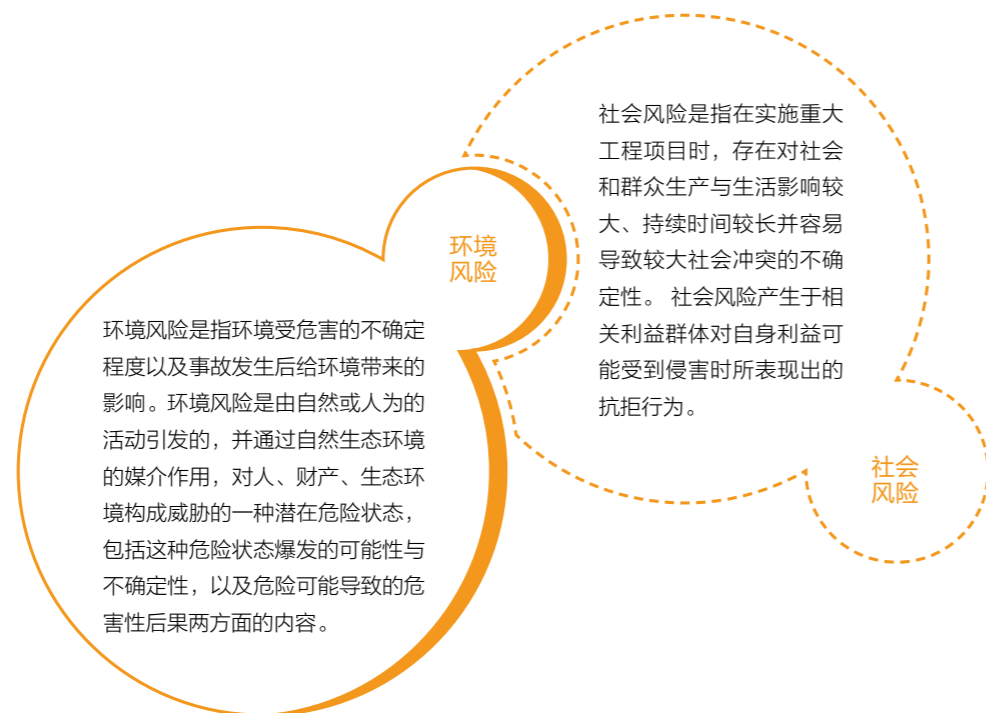 环境
风险
环境风险是指环境受危害的不确定
程度以及事故发生后给环境带来的
影响。环境风险是由自然或人为的
活动引发的，并通过自然生态环境
的媒介作用，对人、财产、生态环
境构成威胁的一种潜在危险状态，
包括这种危险状态爆发的可能性与
不确定性，以及危险可能导致的危
害性后果两方面的内容。
社会风险是指在实施重大
工程项目时，存在对社会
和群众生产与生活影响较
大、持续时间较长并容易
导致较大社会冲突的不确
定性。 社会风险产生于相
关利益群体对自身利益可
能受到侵害时所表现出的
抗拒行为。
社会
风险